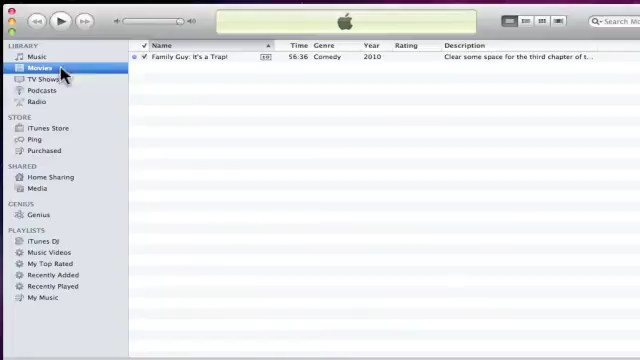 Search Mo
LIBRARY
Music
Movies
TV Shows
Podcasts
Radio
STORE
iTunes Store
Ping
Purchased
SHARED
Home Sharing
Media
GENIUS
Genius
PLAYLISTS
iTunes DJ
Music Videos
My Top Rated
Recently Added
Recently Played
My Music
Name Time Genre Year Rating Description
Family Guy: It's a Trap! 56:36 Comedy 2010 Clear some space for the third chapter of t...